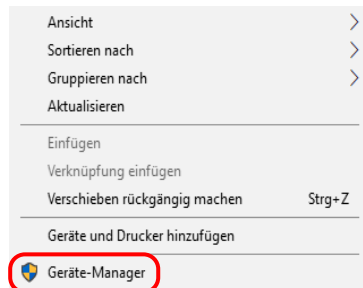 Ansicht
Sortieren nach
Gruppieren nach
Aktualisieren
Einfügen
Verknüpfung einfügen
Verschieben rückgängig machen Strg+Z
Geräte und Drucker hinzufügen
Geräte-Manager